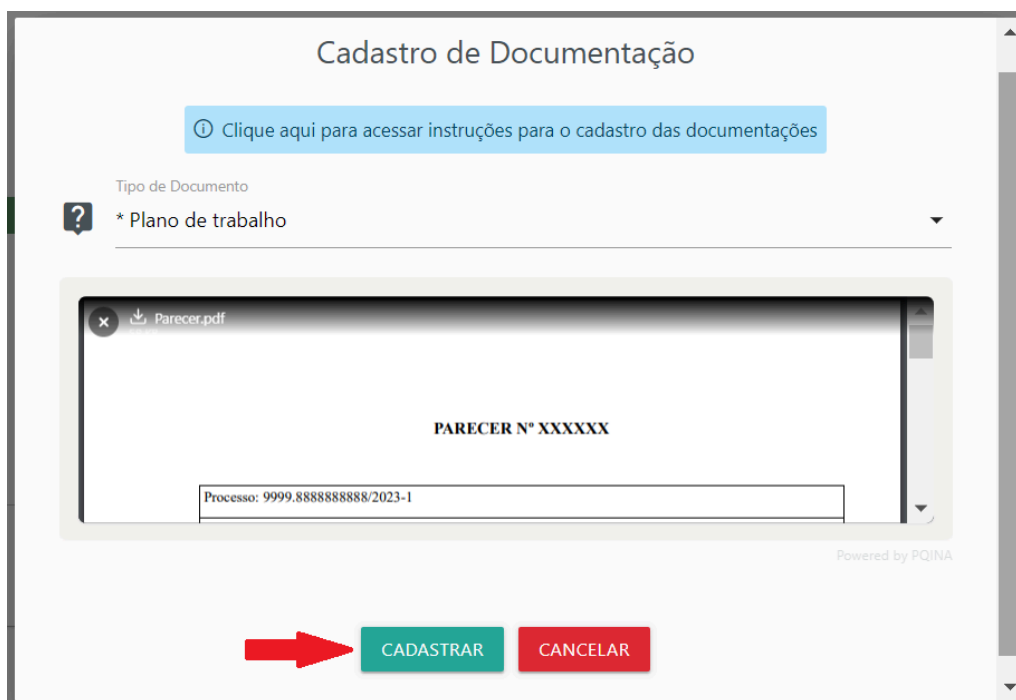 Cadastro de Documentação
Clique aqui para acessar instruções para o cadastro das documentações
Tipo de Documento
* Plano de trabalho
Parecer.pdf
PARECER Nº XXXXXX
Processo: 9999.8888888888/2023-1
Powered by PQINA
CADASTRAR CANCELAR